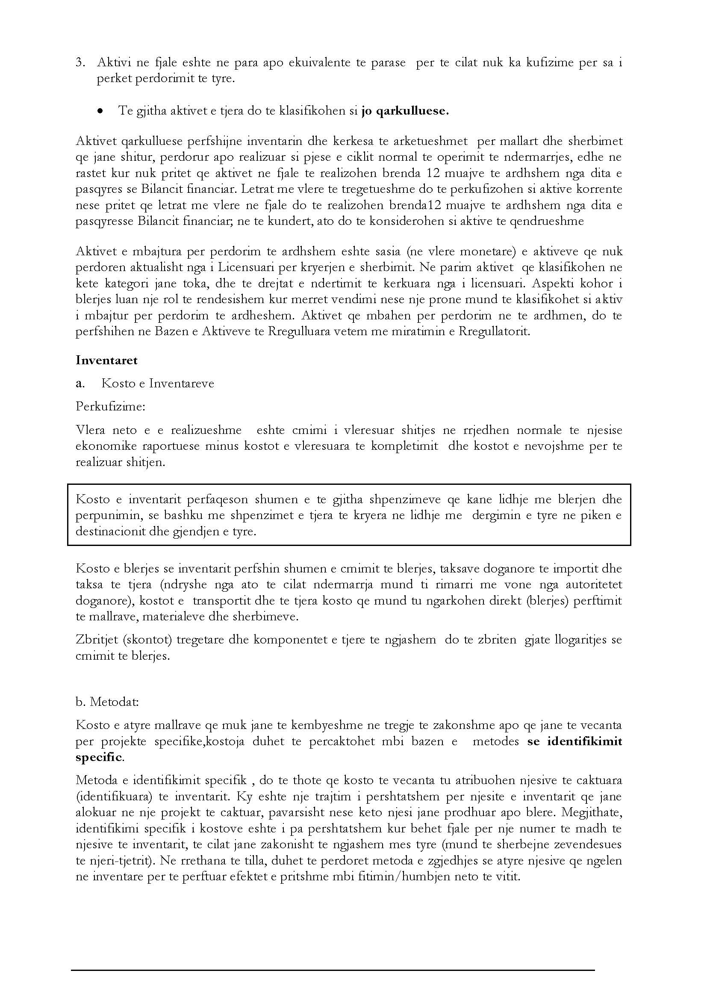 3. Aktivi ne fjale eshte ne para apo ekuivalente te parase per te cilat nuk ka kufizime per sa i
perket perdorimit te tyre.
• Te gjitha aktivet e tjera do te klasifikohen si jo qarkulluese.
Aktivet qarkulluese perfshijne inventarin dhe kerkesa te arketueshmet per mallart dhe sherbimet
qe jane shitur, perdorur apo realizuar si pjese e ciklit normal te operimit te ndermarrjes, edhe ne
rastet kur nuk pritet qe aktivet ne fjale te realizohen brenda 12 muajve te ardhshem nga dita e
pasqyres se Bilancit financiar. Letrat me vlere te tregetueshme do te perkufizohen si aktive korrente
nese pritet qe letrat me vlere ne fjale do te realizohen brenda12 muajve te ardhshem nga dita e
pasqyresse Bilancit financiar; ne te kundert, ato do te konsiderohen si aktive te qendrueshme
Aktivet e mbajtura per perdorim te ardhshem eshte sasia (ne vlere monetare) e aktiveve qe nuk
perdoren aktualisht nga i Licensuari per kryerjen e sherbimit. Ne parim aktivet qe klasifikohen ne
kete kategori jane toka, dhe te drejtat e ndertimit te kerkuara nga i licensuari. Aspekti kohor i
blerjes luan nje rol te rendesishem kur merret vendimi nese nje prone mund te klasifikohet si aktiv
i mbajtur per perdorim te ardheshem. Aktivet qe mbahen per perdorim ne te ardhmen, do te
perfshihen ne Bazen e Aktiveve te Rregulluara vetem me miratimin e Rregullatorit.
Inventaret
a. Kosto e Inventareve
Perkufizime:
Vlera neto e e realizueshme eshte cmimi i vleresuar shitjes ne rrjedhen normale te njesise
ekonomike raportuese minus kostot e vleresuara te kompletimit dhe kostot e nevojshme per te
realizuar shitjen.
Kosto e inventarit perfaqeson shumen e te gjitha shpenzimeve qe kane lidhje me blerjen dhe
perpunimin, se bashku me shpenzimet e tjera te kryera ne lidhje me dergimin e tyre ne piken e
destinacionit dhe gjendjen e tyre.
Kosto e blerjes se inventarit perfshin shumen e cmimit te blerjes, taksave doganore te importit dhe
taksa te tjera (ndryshe nga ato te cilat ndermarrja mund ti rimarri me vone nga autoritetet
doganore), kostot e transportit dhe te tjera kosto qe mund tu ngarkohen direkt (blerjes) perftimit
te mallrave, materialeve dhe sherbimeve.
Zbritjet (skontot) tregetare dhe komponentet e tjere te ngjashem do te zbriten gjate llogaritjes se
cmimit te blerjes.
b. Metodat:
Kosto e atyre mallrave qe muk jane te kembyeshme ne tregje te zakonshme apo qe jane te vecanta
per projekte specifike,kostoja duhet te percaktohet mbi bazen e metodes se identifikimit
specific.
Metoda e identifikimit specifik , do te thote qe kosto te vecanta tu atribuohen njesive te caktuara
(identifikuara) te inventarit. Ky eshte nje trajtim i pershtatshem per njesite e inventarit qe jane
alokuar ne nje projekt te caktuar, pavarsisht nese keto njesi jane prodhuar apo blere. Megjithate,
identifikimi specifik i kostove eshte i pa pershtatshem kur behet fjale per nje numer te madh te
njesive te inventarit, te cilat jane zakonisht te ngjashem mes tyre (mund te sherbejne zevendesues
te njeri-tjetrit). Ne rrethana te tilla, duhet te perdoret metoda e zgjedhjes se atyre njesive qe ngelen
ne inventare per te perftuar efektet e pritshme mbi fitimin/humbjen neto te vitit.